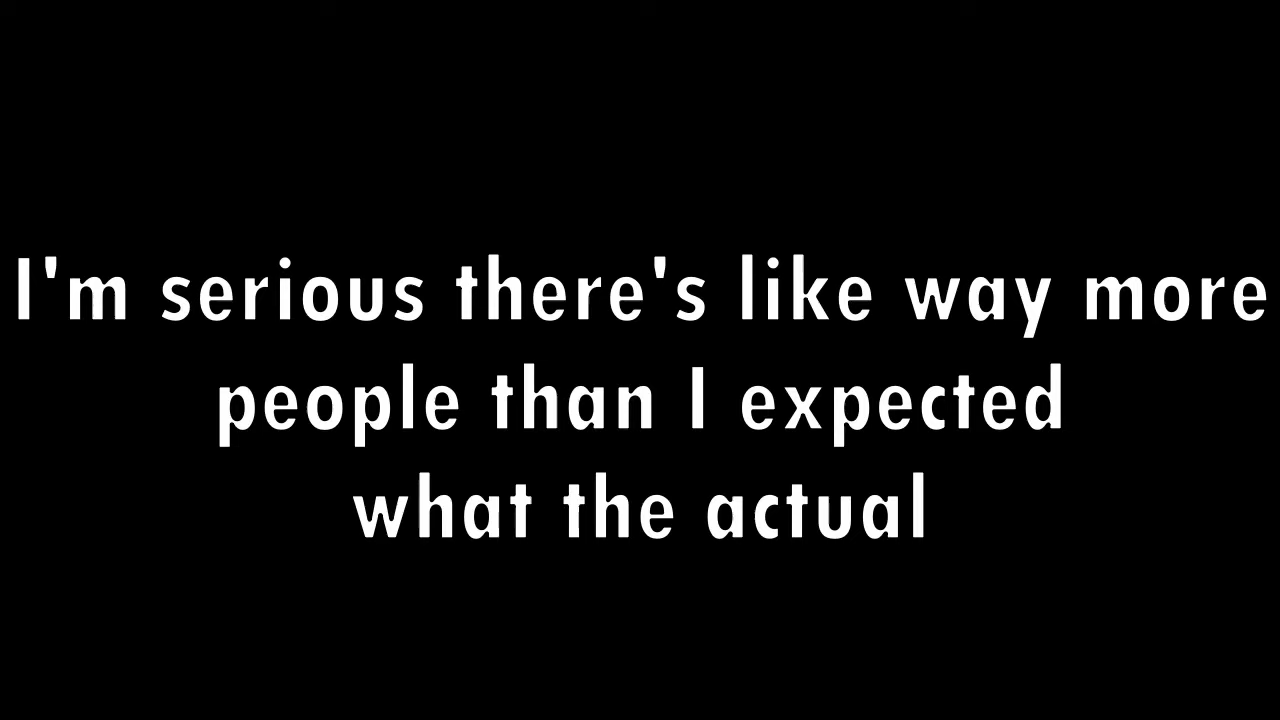 I'm serious there's like way more
people than I expected
what the actual